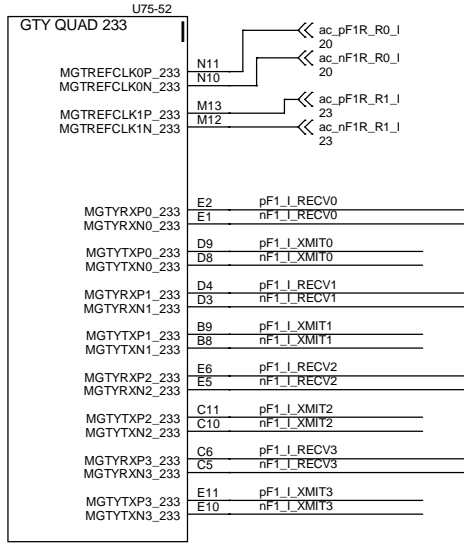 U75-52
GTY QUAD 233
MGTREFCLK0P_233 N11 ac_pF1R_R0_I
20
MGTREFCLK0N_233 N10 ac_nF1R_R0_I
20
MGTREFCLK1P_233 M13 ac_pF1R_R1_I
23
MGTREFCLK1N_233 M12 ac_nF1R_R1_I
23
MGTYRXP0_233 E2 pF1_I_RECV0
MGTYRXN0_233 E1 nF1_I_RECV0
MGTYTXP0_233 D9 pF1_I_XMIT0
MGTYTXN0_233 D8 nF1_I_XMIT0
MGTYRXP1_233 D4 pF1_I_RECV1
MGTYRXN1_233 D3 nF1_I_RECV1
MGTYTXP1_233 B9 pF1_I_XMIT1
MGTYTXN1_233 B8 nF1_I_XMIT1
MGTYRXP2_233 E6 pF1_I_RECV2
MGTYRXN2_233 E5 nF1_I_RECV2
MGTYTXP2_233 C11 pF1_I_XMIT2
MGTYTXN2_233 C10 nF1_I_XMIT2
MGTYRXP3_233 C6 pF1_I_RECV3
MGTYRXN3_233 C5 nF1_I_RECV3
MGTYTXP3_233 E11 pF1_I_XMIT3
MGTYTXN3_233 E10 nF1_I_XMIT3